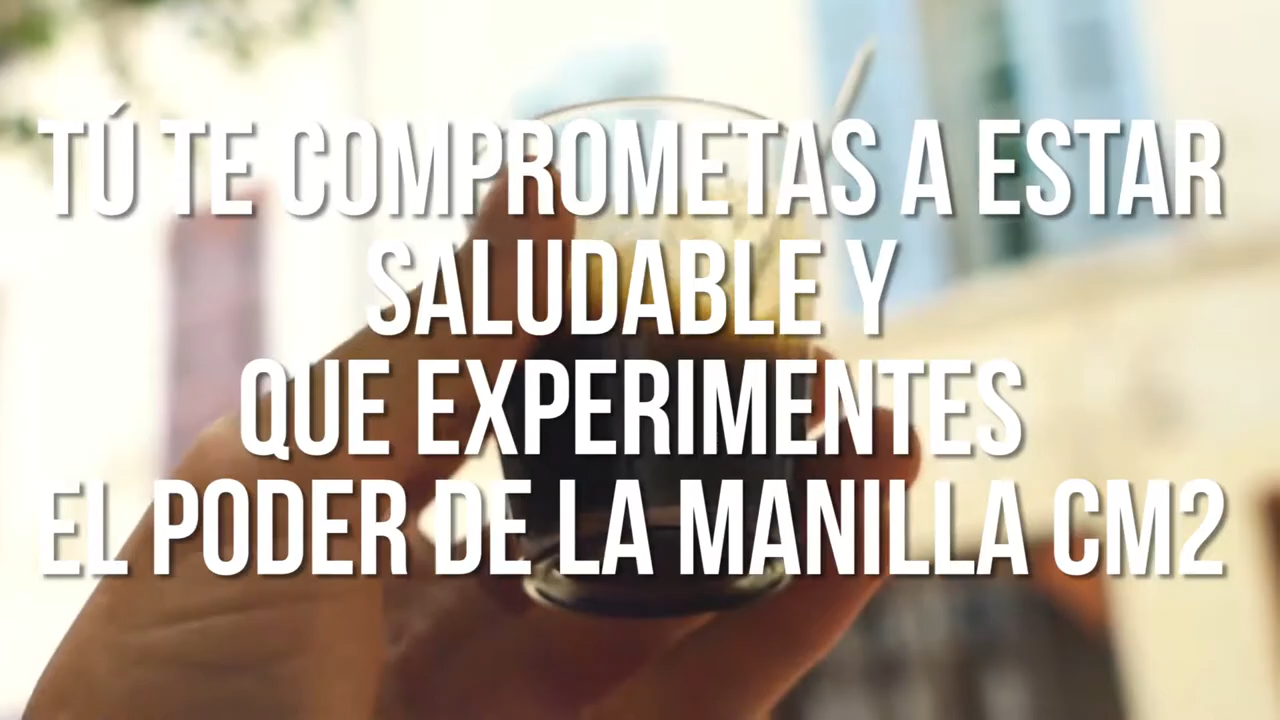 TÚ TE COMPROMETAS A ESTAR
SALUDABLE Y
QUE EXPERIMENTES
EL PODER DE LA MANILLA CM2